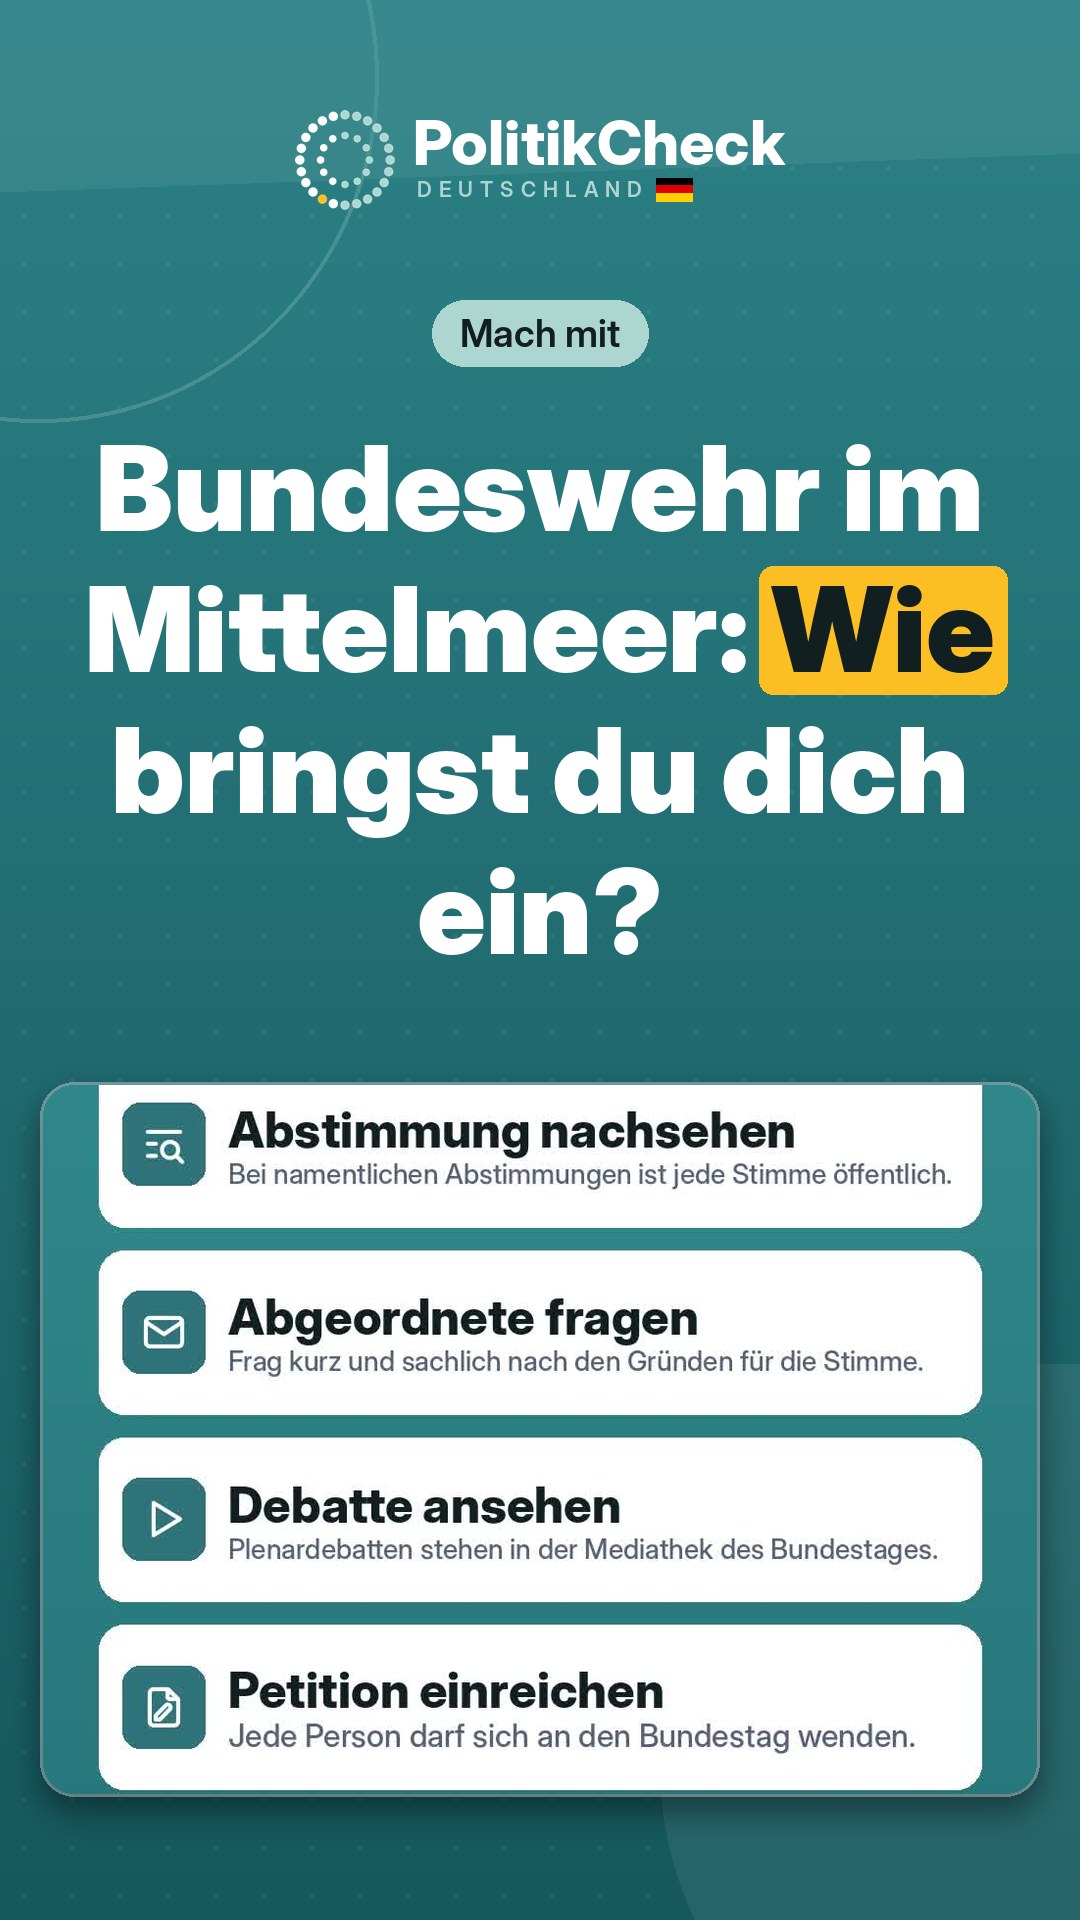 PolitikCheck
DEUTSCHLAND
Mach mit
Bundeswehr im
Mittelmeer: Wie
bringst du dich
ein?
Abstimmung nachsehen
Bei namentlichen Abstimmungen ist jede Stimme öffentlich.
Abgeordnete fragen
Frag kurz und sachlich nach den Gründen für die Stimme.
Debatte ansehen
Plenardebatten stehen in der Mediathek des Bundestages.
Petition einreichen
Jede Person darf sich an den Bundestag wenden.